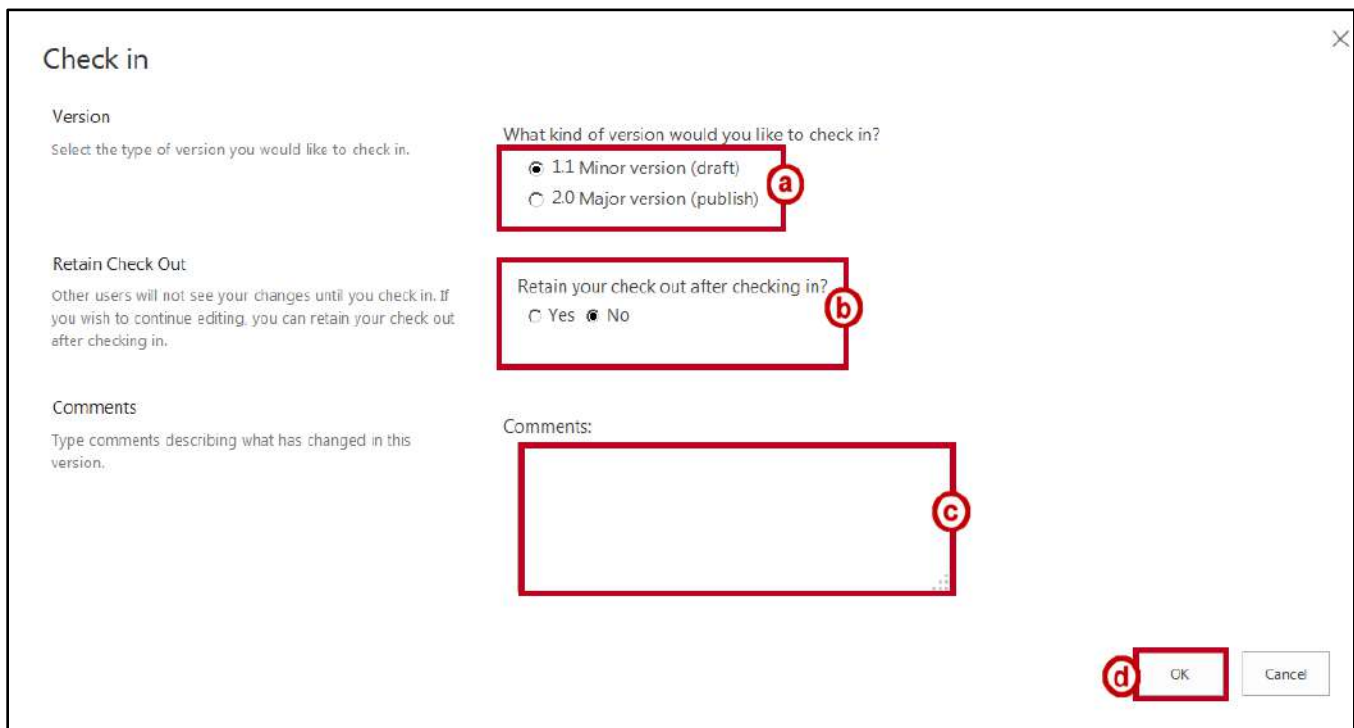 Check in
Version
Select the type of version you would like to check in.
What kind of version would you like to check in?
1.1 Minor version (draft)
2.0 Major version (publish)
a
Retain Check Out
Other users will not see your changes until you check in. If
you wish to continue editing, you can retain your check out
after checking in.
Retain your check out after checking in?
Yes No
b
Comments
Type comments describing what has changed in this
version.
Comments:
c
d
OK
Cancel